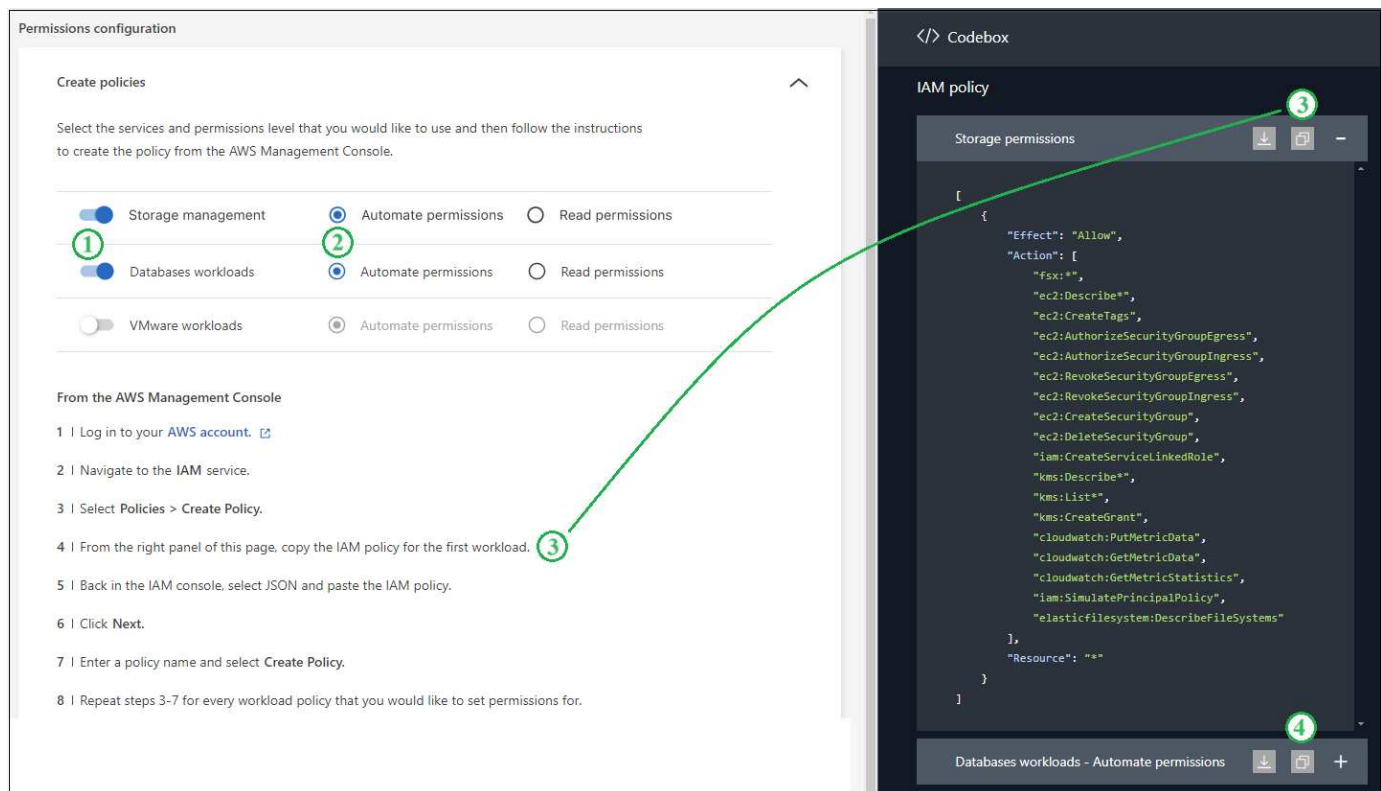 Permissions configuration
Create policies
Select the services and permissions level that you would like to use and then follow the instructions
to create the policy from the AWS Management Console.
Storage management Automate permissions Read permissions
1 2
Databases workloads Automate permissions Read permissions
VMware workloads Automate permissions Read permissions
From the AWS Management Console
1 | Log in to your AWS account.
2 | Navigate to the IAM service.
3 | Select Policies > Create Policy.
4 | From the right panel of this page, copy the IAM policy for the first workload. 3
5 | Back in the IAM console, select JSON and paste the IAM policy.
6 | Click Next.
7 | Enter a policy name and select Create Policy.
8 | Repeat steps 3-7 for every workload policy that you would like to set permissions for.
</> Codebox
IAM policy
3
Storage permissions
[
{
"Effect": "Allow",
"Action": [
"fsx:*",
"ec2:Describe*",
"ec2:CreateTags",
"ec2:AuthorizeSecurityGroupEgress",
"ec2:AuthorizeSecurityGroupIngress",
"ec2:RevokeSecurityGroupEgress",
"ec2:RevokeSecurityGroupIngress",
"ec2:CreateSecurityGroup",
"ec2:DeleteSecurityGroup",
"iam:CreateServiceLinkedRole",
"kms:Describe*",
"kms:List*",
"kms:CreateGrant",
"cloudwatch:PutMetricData",
"cloudwatch:GetMetricData",
"cloudwatch:GetMetricStatistics",
"iam:SimulatePrincipalPolicy",
"elasticfilesystem:DescribeFileSystems"
],
"Resource": "*"
}
]
4
Databases workloads - Automate permissions